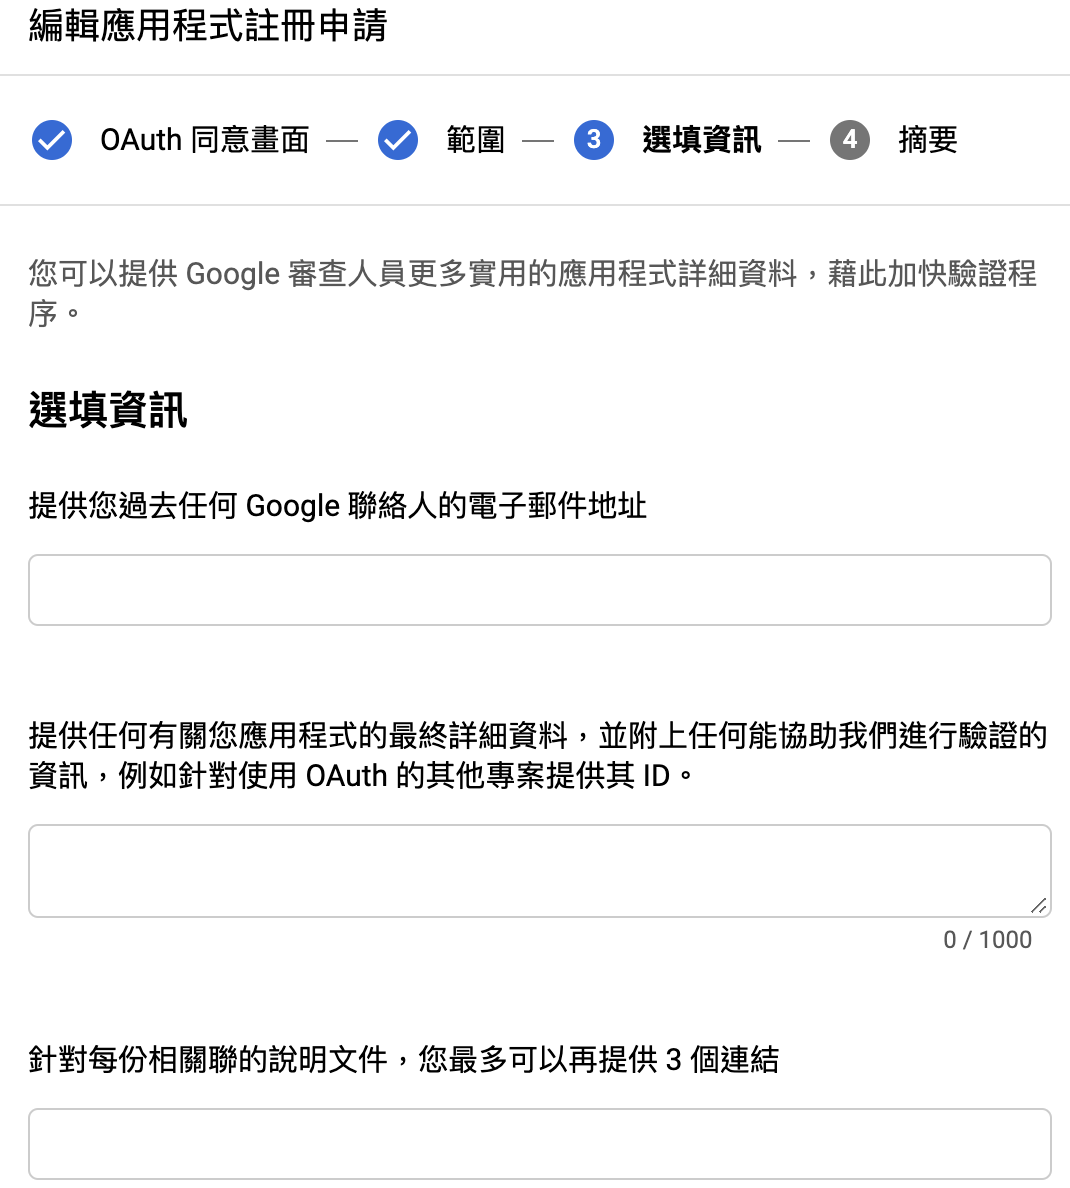 編輯應用程式註冊申請
OAuth 同意畫面 — 範圍 — 3 選填資訊 — 4 摘要
您可以提供 Google 審查人員更多實用的應用程式詳細資料，藉此加快驗證程
序。
選填資訊
提供您過去任何 Google 聯絡人的電子郵件地址
提供任何有關您應用程式的最終詳細資料，並附上任何能協助我們進行驗證的
資訊，例如針對使用 OAuth 的其他專案提供其 ID。
0 / 1000
針對每份相關聯的說明文件，您最多可以再提供 3 個連結